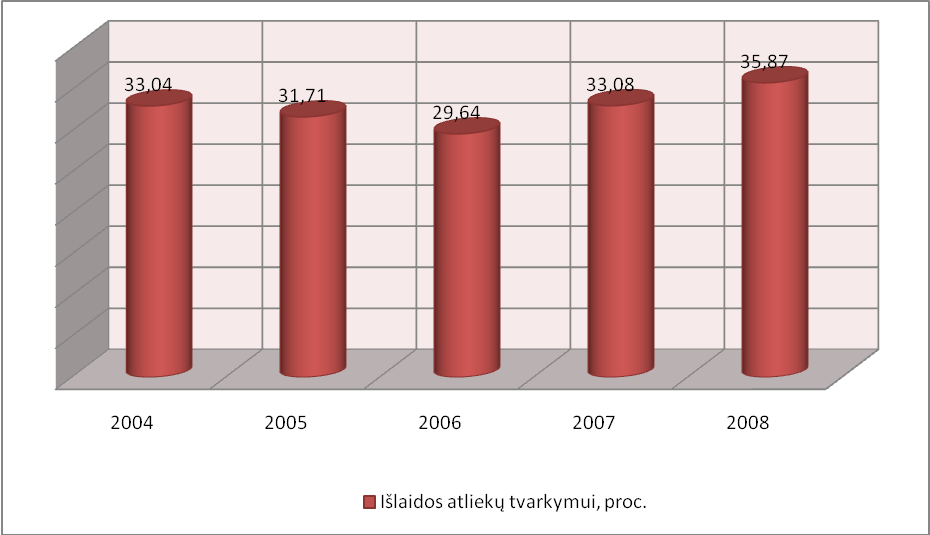 33,04
31,71
29,64
33,08
35,87
2004 2005 2006 2007 2008
Išlaidos atliekų tvarkymui, proc.